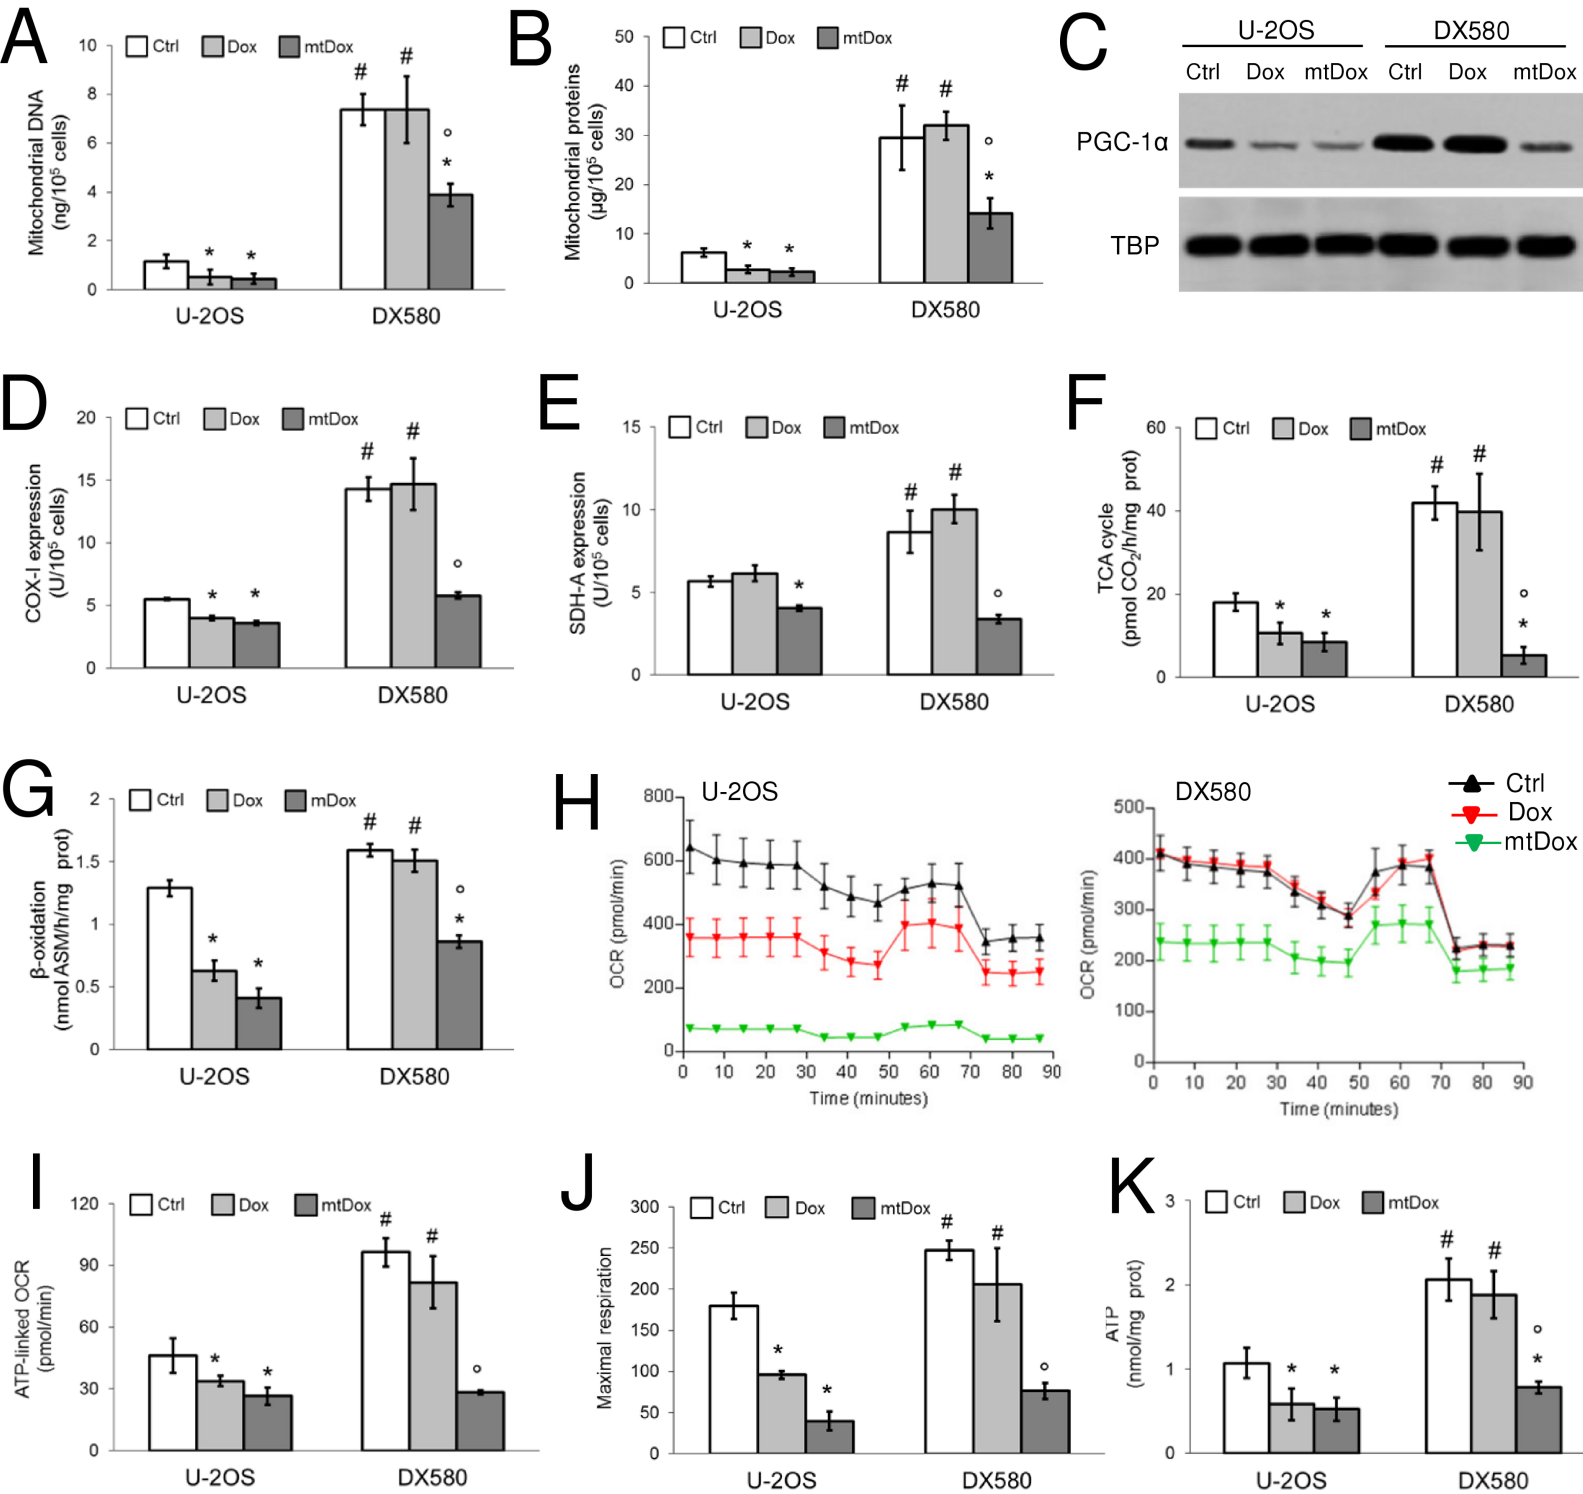 A
Ctrl Dox mtDox
Mitochondrial DNA
(ng/10⁵ cells)
10
8
6
4
2
0
# #
°
*
* *
U-2OS DX580
B
Ctrl Dox mtDox
Mitochondrial proteins
(µg/10⁵ cells)
50
40
30
20
10
0
# #
°
*
* *
U-2OS DX580
C
U-2OS DX580
Ctrl Dox mtDox Ctrl Dox mtDox
PGC-1α
TBP
D
Ctrl Dox mtDox
COX-I expression
(U/10⁵ cells)
20
15
10
5
0
# #
°
* *
U-2OS DX580
E
Ctrl Dox mtDox
SDH-A expression
(U/10⁵ cells)
15
10
5
0
# #
°
*
U-2OS DX580
F
Ctrl Dox mtDox
TCA cycle
(pmol CO₂/h/mg prot)
60
40
20
0
# #
°
*
* *
U-2OS DX580
G
Ctrl Dox mDox
β-oxidation
(nmol ASM/h/mg prot)
2
1.5
1
0.5
0
# #
°
*
* *
U-2OS DX580
H
U-2OS
OCR (pmol/min)
800
600
400
200
0
0 10 20 30 40 50 60 70 80 90
Time (minutes)
DX580
Ctrl
Dox
mtDox
OCR (pmol/min)
500
400
300
200
100
0
0 10 20 30 40 50 60 70 80 90
Time (minutes)
I
Ctrl Dox mtDox
ATP-linked OCR
(pmol/min)
120
90
60
30
0
# #
°
* *
U-2OS DX580
J
Ctrl Dox mtDox
Maximal respiration
300
250
200
150
100
50
0
# #
°
* *
U-2OS DX580
K
Ctrl Dox mtDox
ATP
(nmol/mg prot)
3
2
1
0
# #
°
*
* *
U-2OS DX580